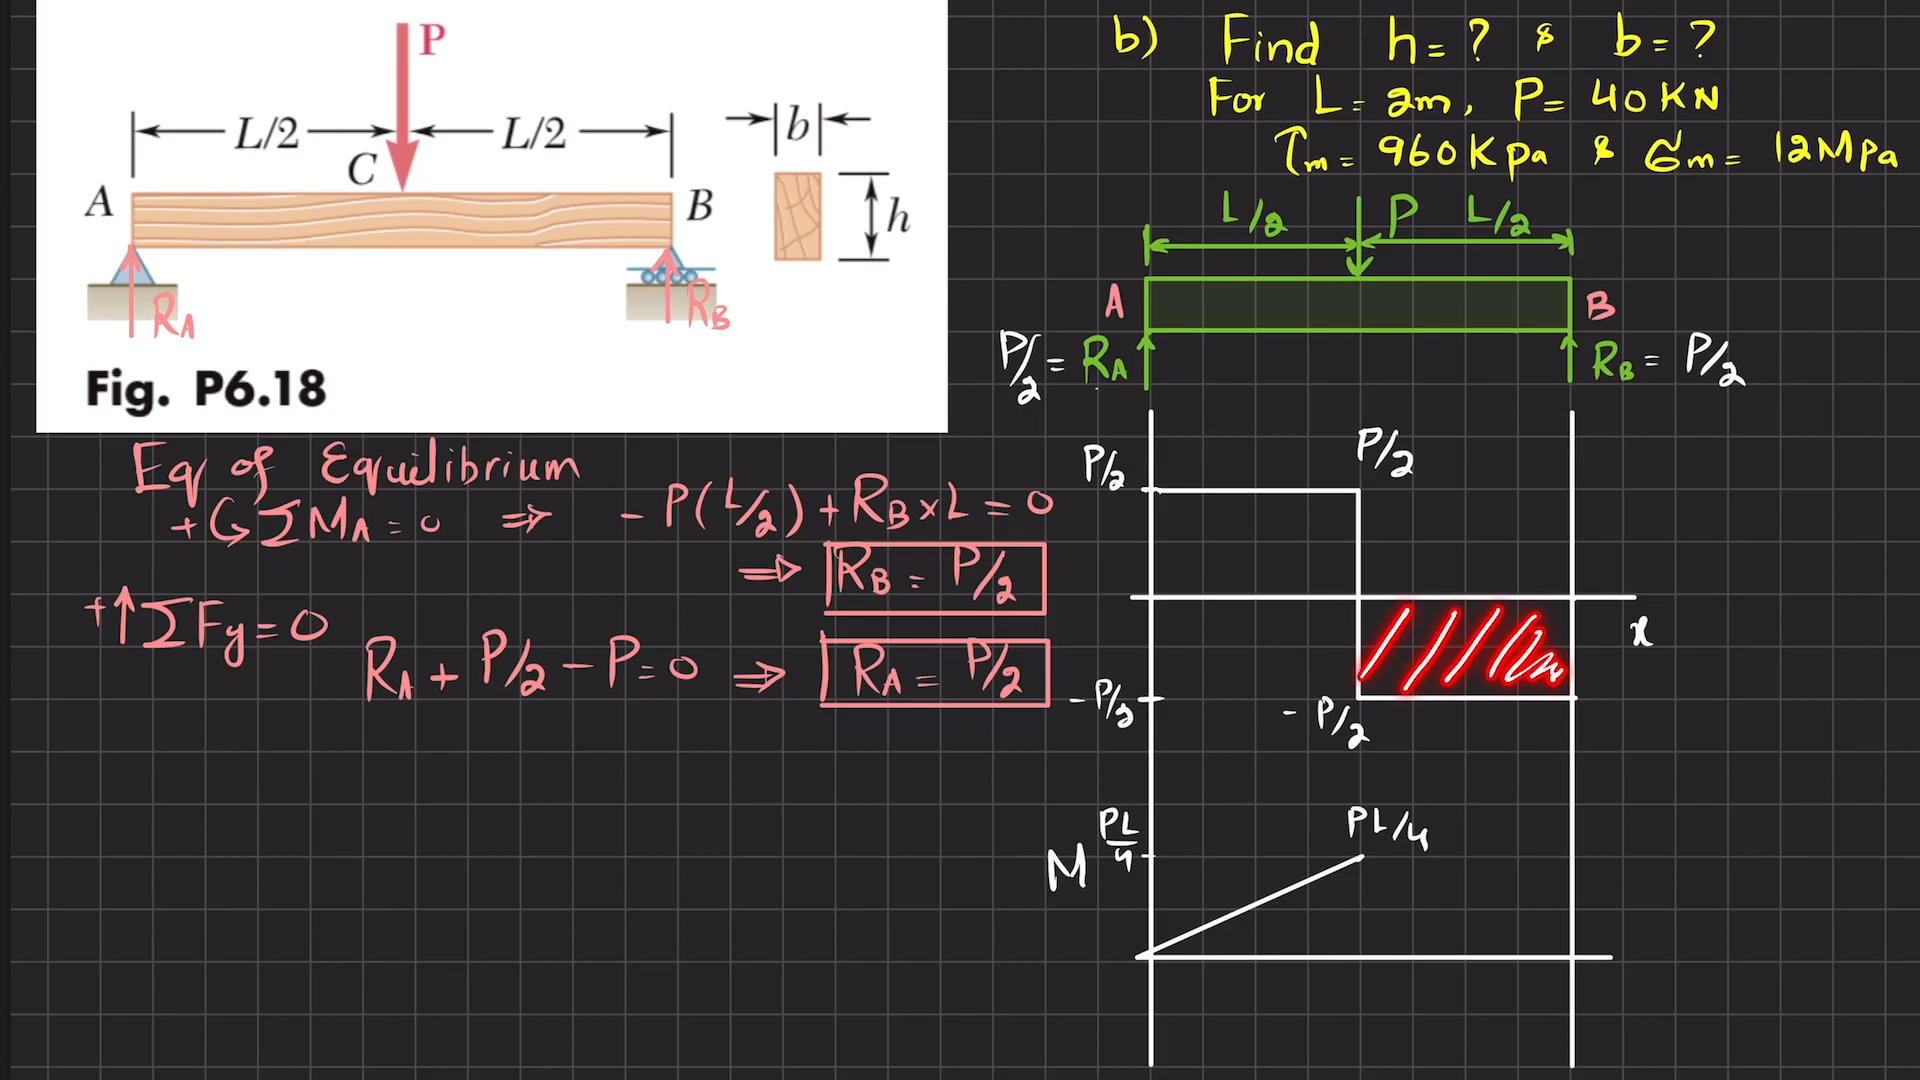 P
L/2
L/2
b
C
A
B
h
RA
RB
Fig. P6.18
b) Find h = ? & b = ?
For L = 2m, P = 40 KN
τm = 960 Kpa & σm = 12 MPa
L/2
P
L/2
A
B
P/2 = RA
RB = P/2
Eq of Equilibrium
+ ↺ ΣMA = 0 ⇒ - P(L/2) + RB × L = 0
⇒ RB = P/2
+↑ ΣFy = 0
RA + P/2 - P = 0 ⇒ RA = P/2
P/2
P/2
x
- P/2
- P/2
M
PL/4
PL/4